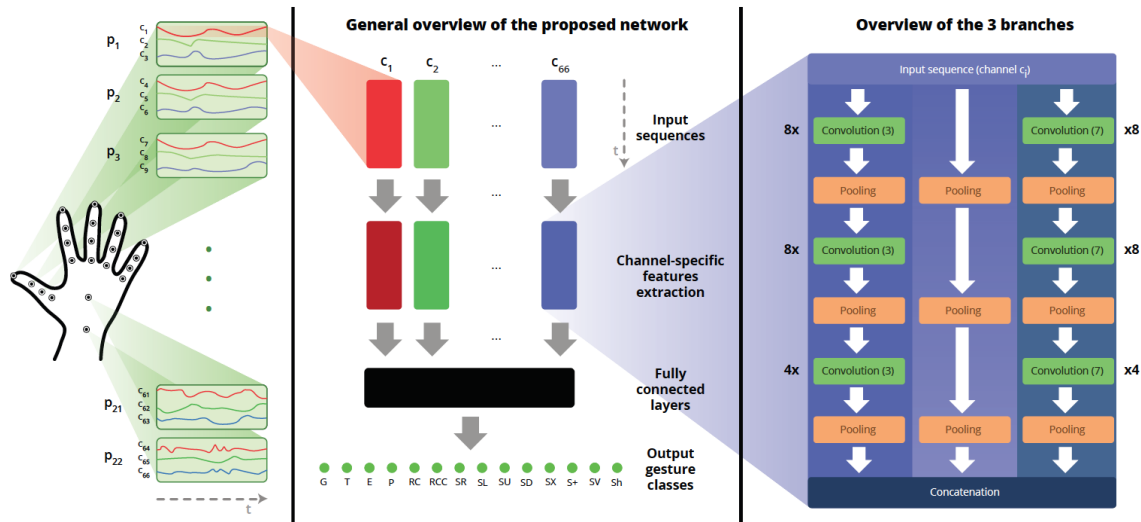 General overview of the proposed network
Overview of the 3 branches
p1
c1
c2
c3
p2
c4
c5
c6
p3
c7
c8
c9
p21
c61
c62
c63
p22
c64
c65
c66
t
C1
C2
...
C66
...
Input
sequences
t
...
...
Channel-specific
features
extraction
...
Fully
connected
layers
Output
gesture
classes
G T E P RC RCC SR SL SU SD SX S+ SV Sh
Input sequence (channel ci)
8x Convolution (3) Convolution (7) x8
Pooling Pooling Pooling
8x Convolution (3) Convolution (7) x8
Pooling Pooling Pooling
4x Convolution (3) Convolution (7) x4
Pooling Pooling Pooling
Concatenation